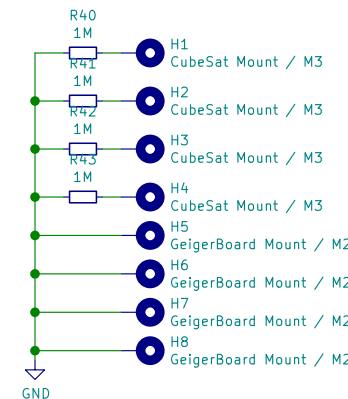 R40
1M
H1
CubeSat Mount / M3
R41
1M
H2
CubeSat Mount / M3
R42
1M
H3
CubeSat Mount / M3
R43
1M
H4
CubeSat Mount / M3
H5
GeigerBoard Mount / M2
H6
GeigerBoard Mount / M2
H7
GeigerBoard Mount / M2
H8
GeigerBoard Mount / M2
GND